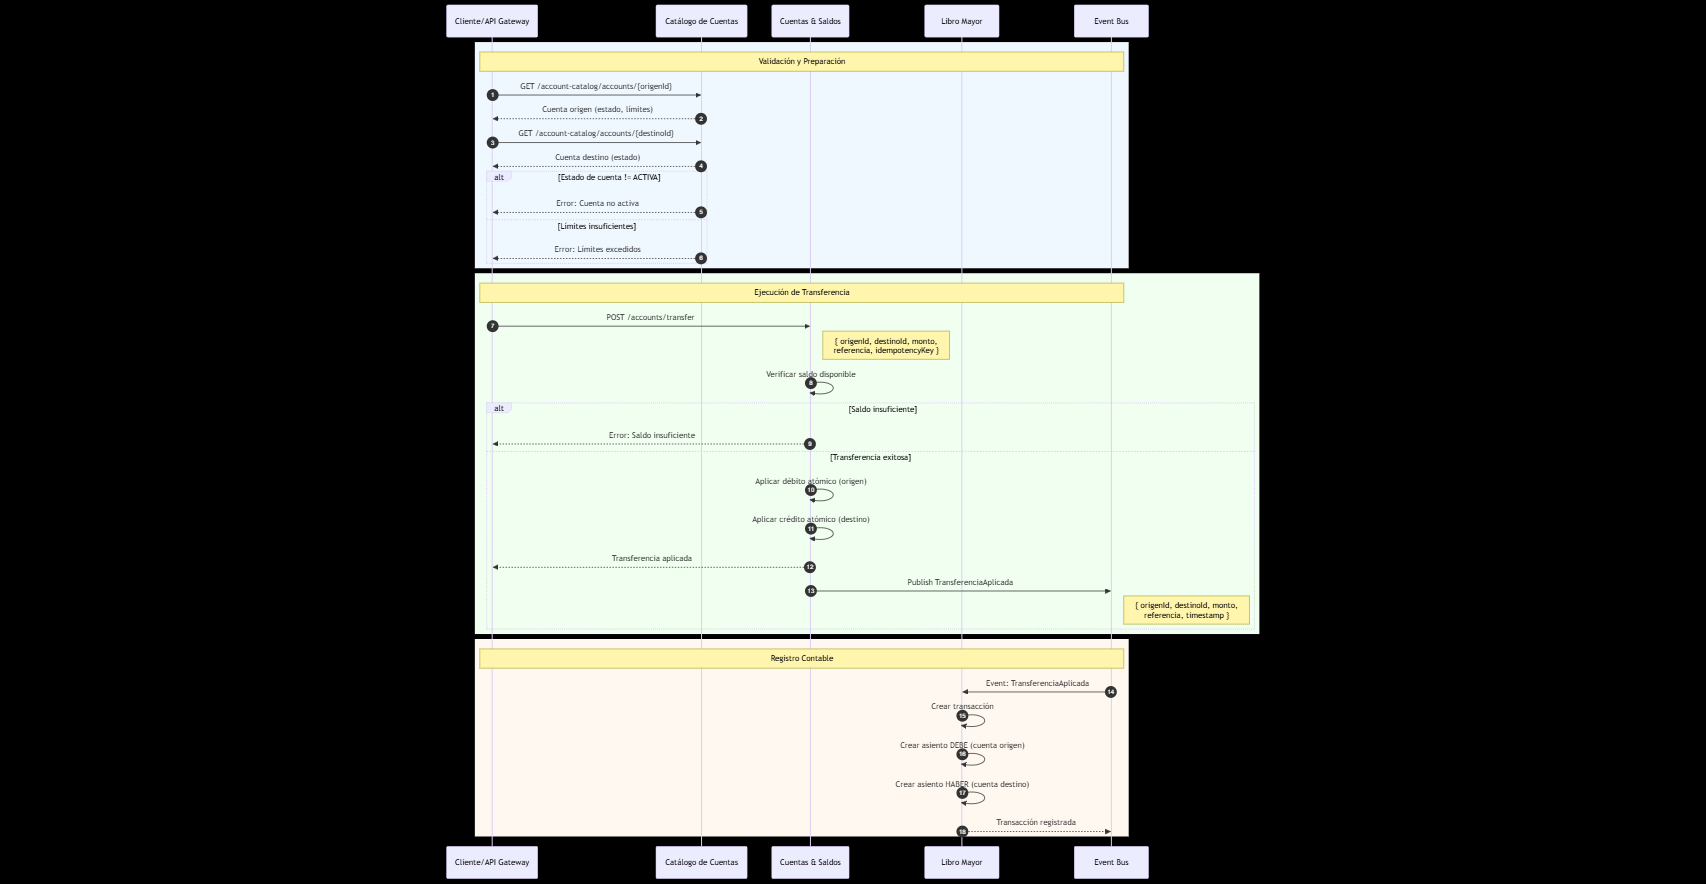 Cliente/API Gateway
Catálogo de Cuentas
Cuentas & Saldos
Libro Mayor
Event Bus
Validación y Preparación
GET /account-catalog/accounts/{origenId}
1
Cuenta origen (estado, límites)
2
GET /account-catalog/accounts/{destinoId}
3
Cuenta destino (estado)
4
alt
[Estado de cuenta != ACTIVA]
Error: Cuenta no activa
5
[Límites insuficientes]
Error: Límites excedidos
6
Ejecución de Transferencia
POST /accounts/transfer
7
{ origenId, destinoId, monto,
referencia, idempotencyKey }
Verificar saldo disponible
8
alt
[Saldo insuficiente]
Error: Saldo insuficiente
9
[Transferencia exitosa]
Aplicar débito atómico (origen)
10
Aplicar crédito atómico (destino)
11
Transferencia aplicada
12
Publish TransferenciaAplicada
13
{ origenId, destinoId, monto,
referencia, timestamp }
Registro Contable
Event: TransferenciaAplicada
14
Crear transacción
15
Crear asiento DEBE (cuenta origen)
16
Crear asiento HABER (cuenta destino)
17
Transacción registrada
18
Cliente/API Gateway
Catálogo de Cuentas
Cuentas & Saldos
Libro Mayor
Event Bus